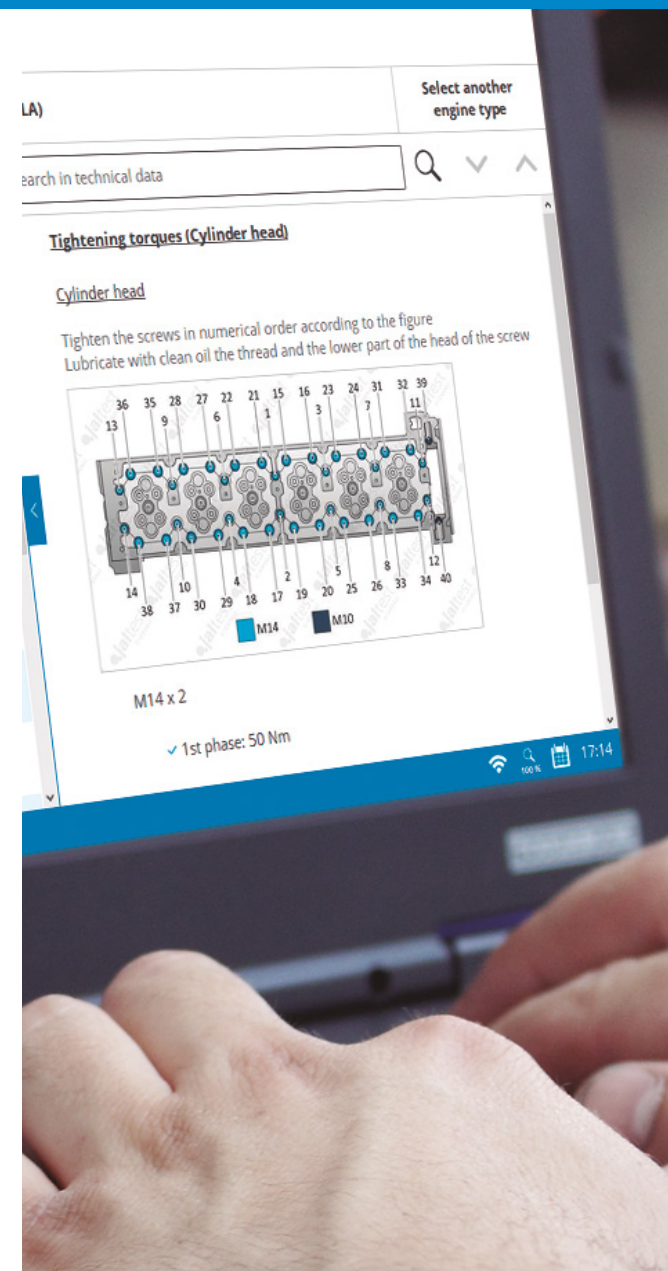 LA)
Select another
engine type
earch in technical data
Tightening torques (Cylinder head)
Cylinder head
Tighten the screws in numerical order according to the figure
Lubricate with clean oil the thread and the lower part of the head of the screw
36 35 28 27 22 21 15 16 23 24 31 32 39
13 9 6 1 3 7 11
14 10 4 2 5 8 12
38 37 30 29 18 17 19 20 25 26 33 34 40
M14 M10
M14 x 2
✓ 1st phase: 50 Nm
100 %
17:14